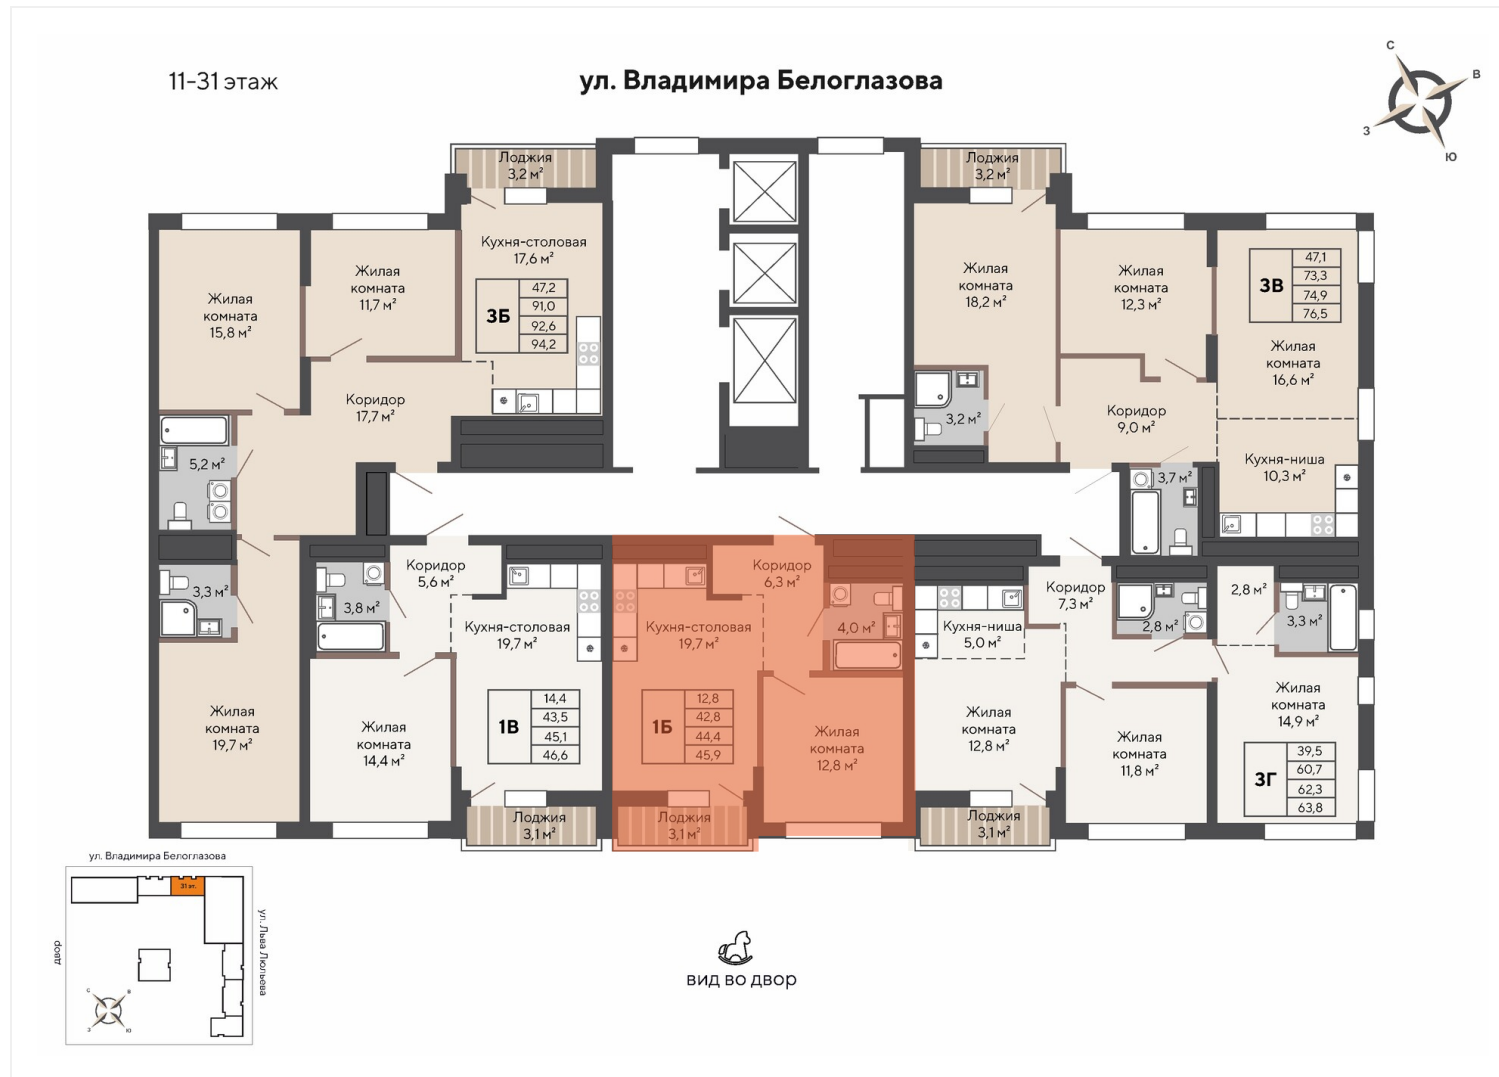 11-31 этаж
ул. Владимира Белоглазова
С
В
З
Ю
Лоджия
3,2 м²
Лоджия
3,2 м²
Жилая
комната
15,8 м²
Жилая
комната
11,7 м²
Кухня-столовая
17,6 м²
3Б
47,2
91,0
92,6
94,2
Коридор
17,7 м²
5,2 м²
3,3 м²
Жилая
комната
19,7 м²
Жилая
комната
18,2 м²
Жилая
комната
12,3 м²
3В
47,1
73,3
74,9
76,5
Жилая
комната
16,6 м²
3,2 м²
Коридор
9,0 м²
Кухня-ниша
10,3 м²
3,7 м²
3,8 м²
Коридор
5,6 м²
Кухня-столовая
19,7 м²
1В
14,4
43,5
45,1
46,6
Жилая
комната
14,4 м²
Лоджия
3,1 м²
Коридор
6,3 м²
Кухня-столовая
19,7 м²
4,0 м²
1Б
12,8
42,8
44,4
45,9
Жилая
комната
12,8 м²
Лоджия
3,1 м²
Кухня-ниша
5,0 м²
Коридор
7,3 м²
2,8 м²
2,8 м²
3,3 м²
Жилая
комната
12,8 м²
Жилая
комната
11,8 м²
Жилая
комната
14,9 м²
3Г
39,5
60,7
62,3
63,8
Лоджия
3,1 м²
ул. Владимира Белоглазова
31 эт.
двор
ул. Льва Люльева
С
В
З
Ю
вид во двор